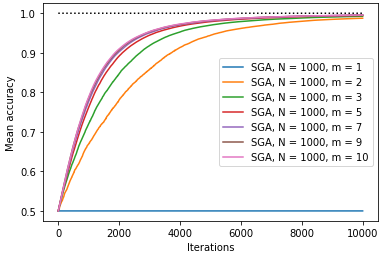 1.0
0.9
0.8
0.7
0.6
0.5
Mean accuracy
SGA, N = 1000, m = 1
SGA, N = 1000, m = 2
SGA, N = 1000, m = 3
SGA, N = 1000, m = 5
SGA, N = 1000, m = 7
SGA, N = 1000, m = 9
SGA, N = 1000, m = 10
0 2000 4000 6000 8000 10000
Iterations